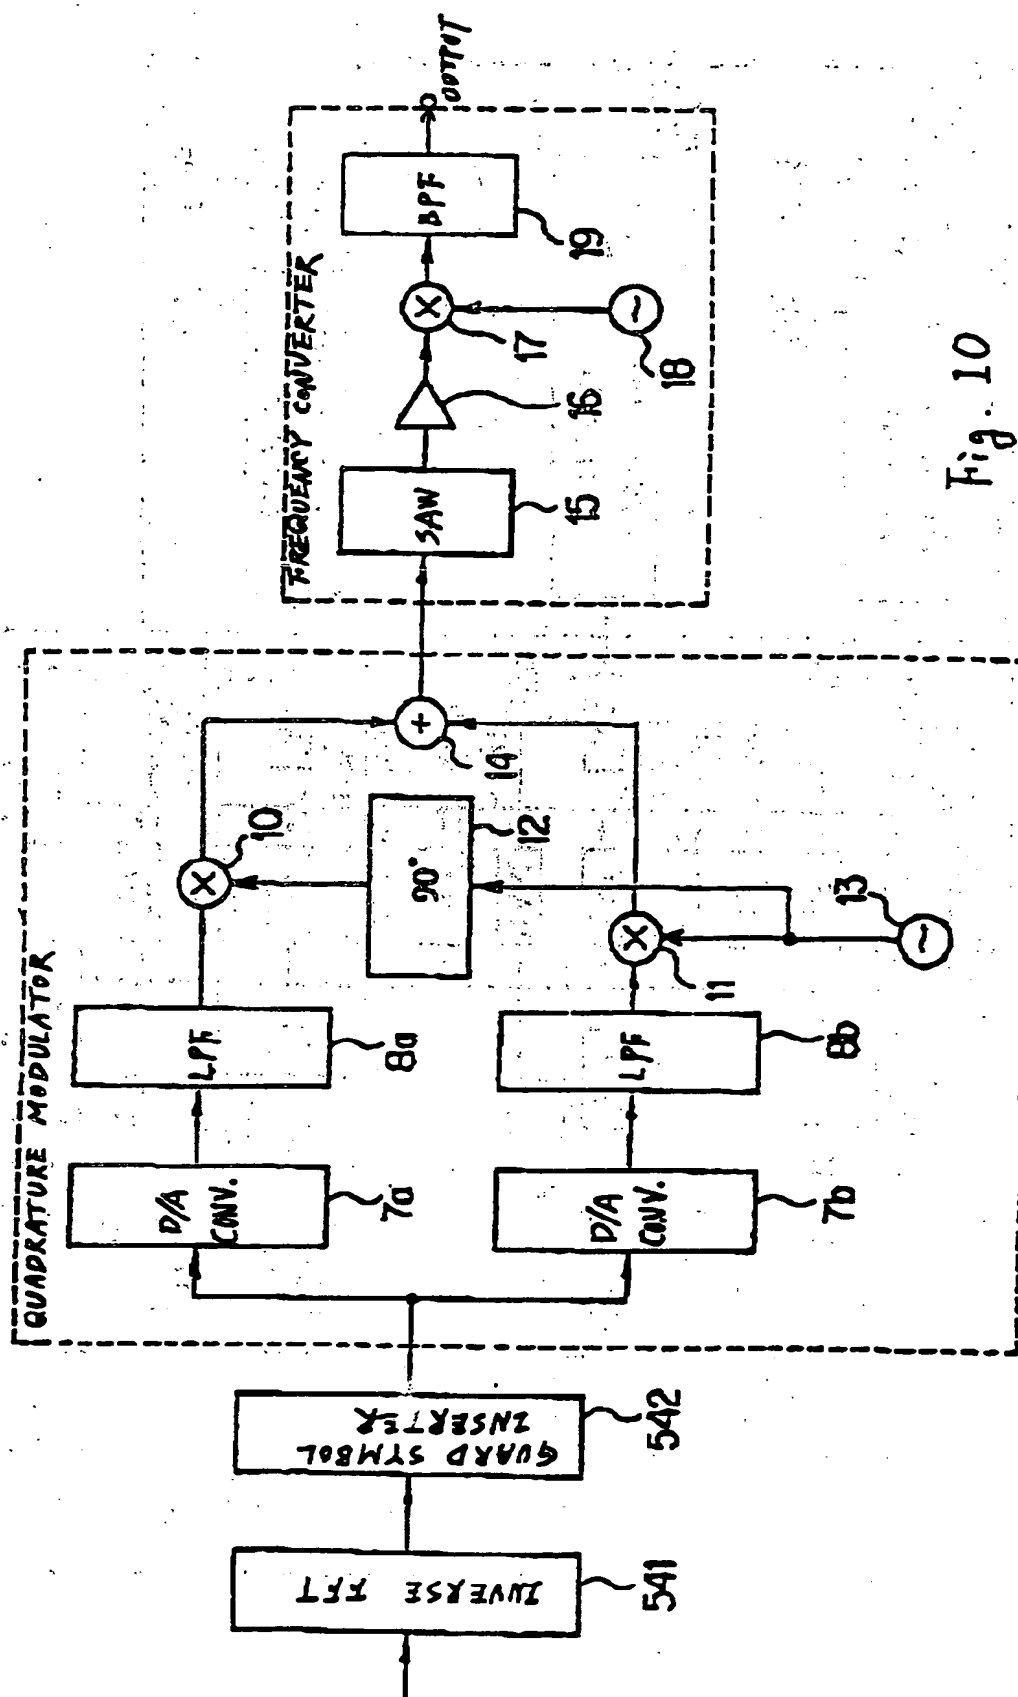 QUADRATURE MODULATOR
FREQUENCY CONVERTER
INVERSE FFT
541
GUARD SYMBOL
INSERTER
542
D/A
CONV.
7a
LPF
8a
10
90°
12
D/A
CONV.
7b
LPF
8b
11
13
+
14
SAW
15
16
17
18
BPF
19
OUTPUT
Fig. 10